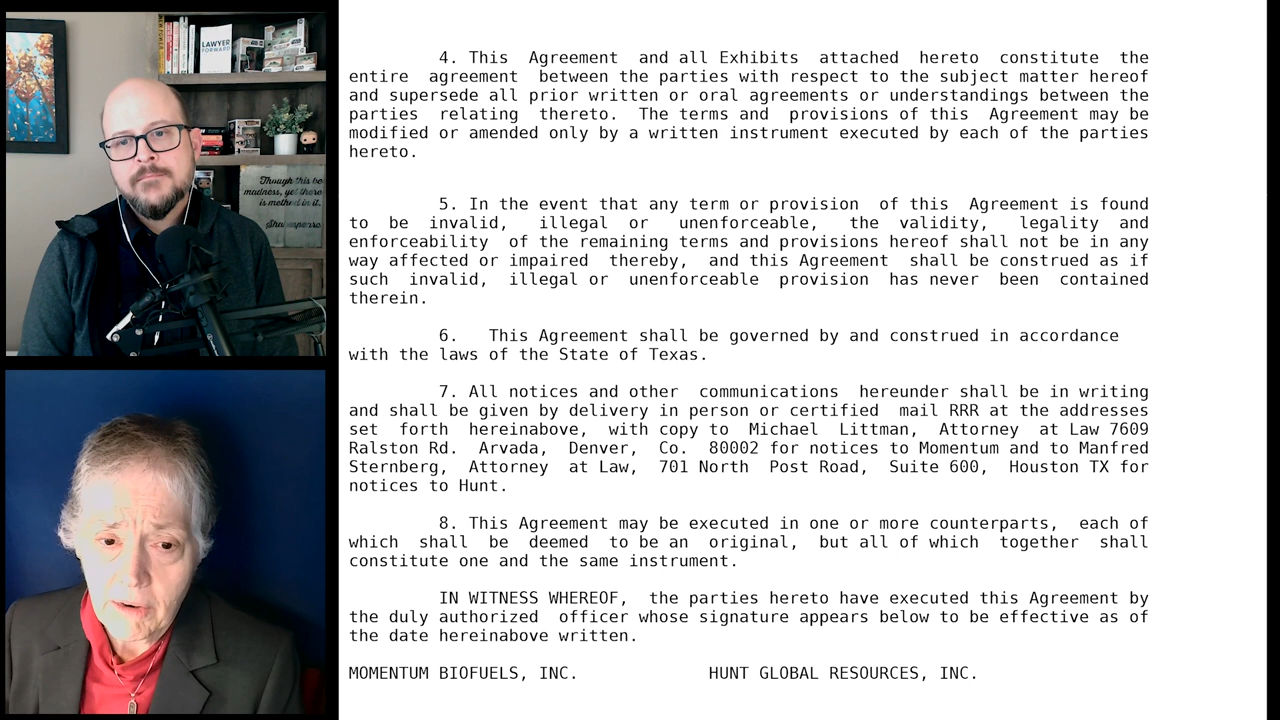 LAWYER
FORWARD
Though this be
madness, yet there
is method in it.
Shakespeare
4. This Agreement and all Exhibits attached hereto constitute the
entire agreement between the parties with respect to the subject matter hereof
and supersede all prior written or oral agreements or understandings between the
parties relating thereto. The terms and provisions of this Agreement may be
modified or amended only by a written instrument executed by each of the parties
hereto.
5. In the event that any term or provision of this Agreement is found
to be invalid, illegal or unenforceable, the validity, legality and
enforceability of the remaining terms and provisions hereof shall not be in any
way affected or impaired thereby, and this Agreement shall be construed as if
such invalid, illegal or unenforceable provision has never been contained
therein.
6. This Agreement shall be governed by and construed in accordance
with the laws of the State of Texas.
7. All notices and other communications hereunder shall be in writing
and shall be given by delivery in person or certified mail RRR at the addresses
set forth hereinabove, with copy to Michael Littman, Attorney at Law 7609
Ralston Rd. Arvada, Denver, Co. 80002 for notices to Momentum and to Manfred
Sternberg, Attorney at Law, 701 North Post Road, Suite 600, Houston TX for
notices to Hunt.
8. This Agreement may be executed in one or more counterparts, each of
which shall be deemed to be an original, but all of which together shall
constitute one and the same instrument.
IN WITNESS WHEREOF, the parties hereto have executed this Agreement by
the duly authorized officer whose signature appears below to be effective as of
the date hereinabove written.
MOMENTUM BIOFUELS, INC. HUNT GLOBAL RESOURCES, INC.